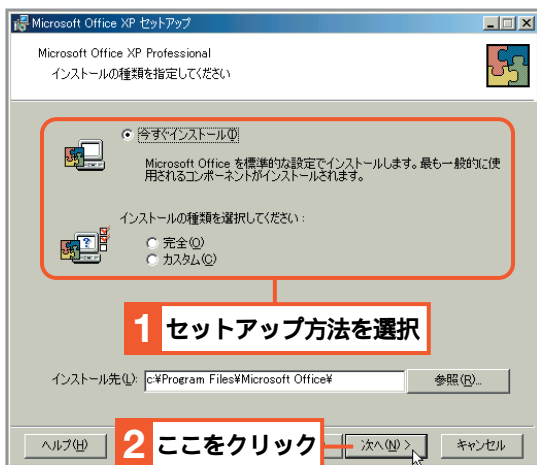 Microsoft Office XP セットアップ
Microsoft Office XP Professional
インストールの種類を指定してください
今すぐインストール(I)
Microsoft Office を標準的な設定でインストールします。最も一般的に使
用されるコンポーネントがインストールされます。
インストールの種類を選択してください :
完全(O)
カスタム(C)
1 セットアップ方法を選択
インストール先(L): c:¥Program Files¥Microsoft Office¥ 参照(R)...
ヘルプ(H) 2 ここをクリック 次へ(N) > キャンセル